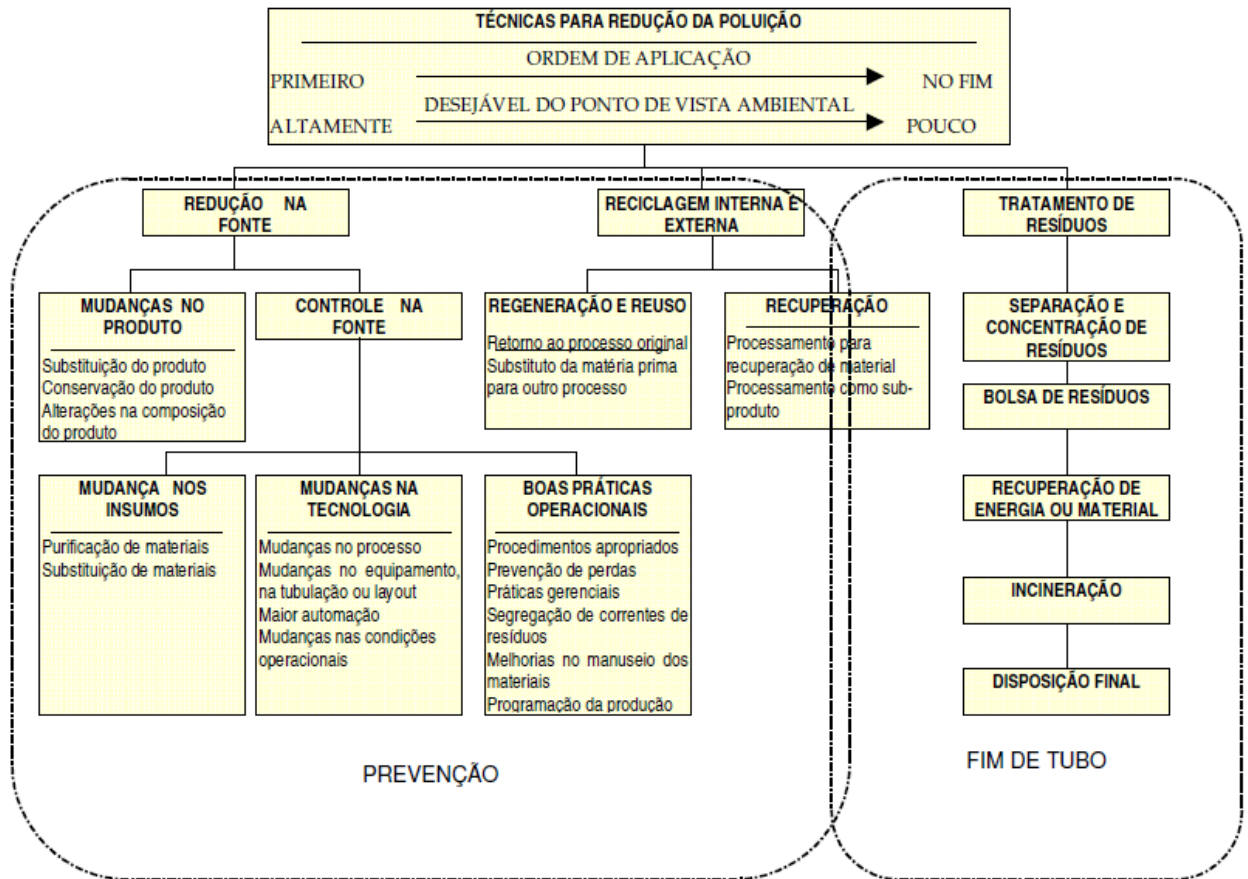 TÉCNICAS PARA REDUÇÃO DA POLUIÇÃO
ORDEM DE APLICAÇÃO
PRIMEIRO NO FIM
DESEJÁVEL DO PONTO DE VISTA AMBIENTAL
ALTAMENTE POUCO
REDUÇÃO NA
FONTE
RECICLAGEM INTERNA E
EXTERNA
TRATAMENTO DE
RESÍDUOS
MUDANÇAS NO
PRODUTO
Substituição do produto
Conservação do produto
Alterações na composição
do produto
CONTROLE NA
FONTE
REGENERAÇÃO E REUSO
Retorno ao processo original
Substituto da matéria prima
para outro processo
RECUPERAÇÃO
Processamento para
recuperação de material
Processamento como sub-
produto
SEPARAÇÃO E
CONCENTRAÇÃO DE
RESÍDUOS
BOLSA DE RESÍDUOS
MUDANÇA NOS
INSUMOS
Purificação de materiais
Substituição de materiais
MUDANÇAS NA
TECNOLOGIA
Mudanças no processo
Mudanças no equipamento,
na tubulação ou layout
Maior automação
Mudanças nas condições
operacionais
BOAS PRÁTICAS
OPERACIONAIS
Procedimentos apropriados
Prevenção de perdas
Práticas gerenciais
Segregação de correntes de
resíduos
Melhorias no manuseio dos
materiais
Programação da produção
RECUPERAÇÃO DE
ENERGIA OU MATERIAL
INCINERAÇÃO
DISPOSIÇÃO FINAL
PREVENÇÃO
FIM DE TUBO